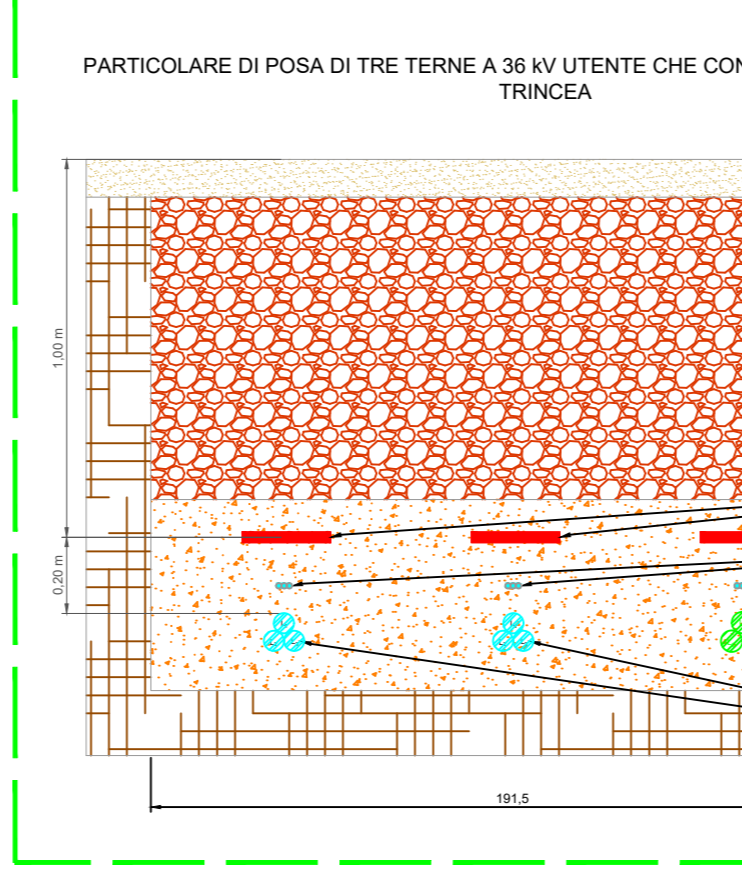 PARTICOLARE DI POSA DI TRE TERNE A 36 kV UTENTE CHE CON
TRINCEA
1,00 m
0,20 m
191,5